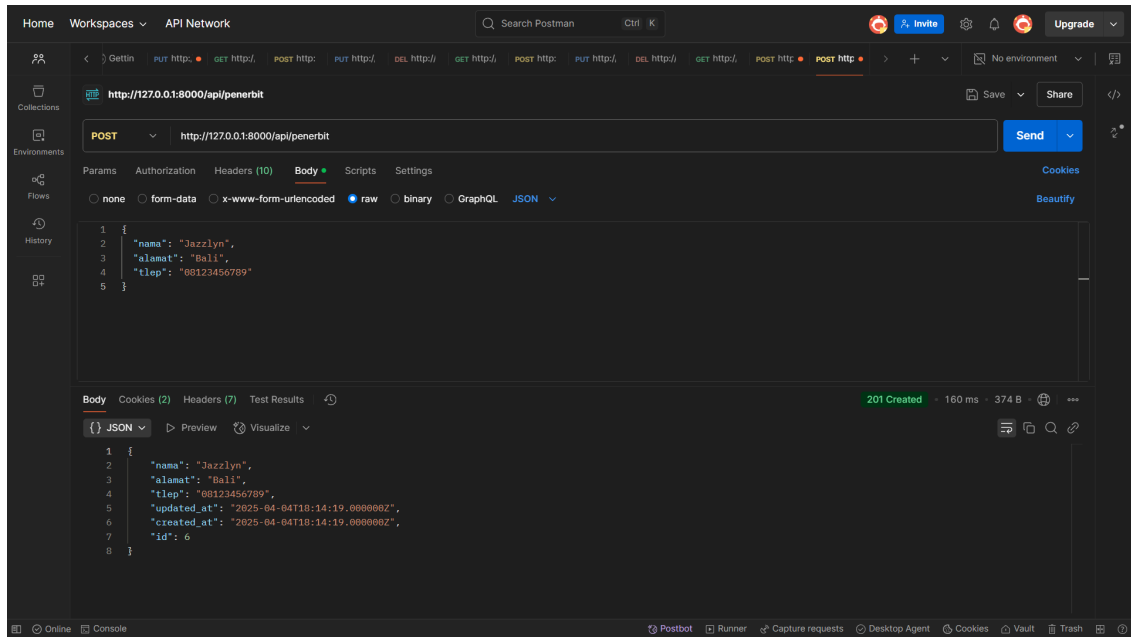 Home Workspaces API Network Search Postman Ctrl K Invite Upgrade
Gettin PUT http:, GET http:/, POST http: PUT http:/, DEL http:/ GET http:/, POST http: PUT http:/, DEL http:/ GET http:/, POST http POST http No environment
Collections
Environments
Flows
History
HTTP http://127.0.0.1:8000/api/penerbit Save Share
POST http://127.0.0.1:8000/api/penerbit Send
Params Authorization Headers (10) Body Scripts Settings Cookies
none form-data x-www-form-urlencoded raw binary GraphQL JSON Beautify
1 {
2 "nama": "Jazzlyn",
3 "alamat": "Bali",
4 "tlep": "08123456789"
5 }
Body Cookies (2) Headers (7) Test Results 201 Created 160 ms 374 B
{} JSON Preview Visualize
1 {
2 "nama": "Jazzlyn",
3 "alamat": "Bali",
4 "tlep": "08123456789",
5 "updated_at": "2025-04-04T18:14:19.000000Z",
6 "created_at": "2025-04-04T18:14:19.000000Z",
7 "id": 6
8 }
Online Console Postbot Runner Capture requests Desktop Agent Cookies Vault Trash